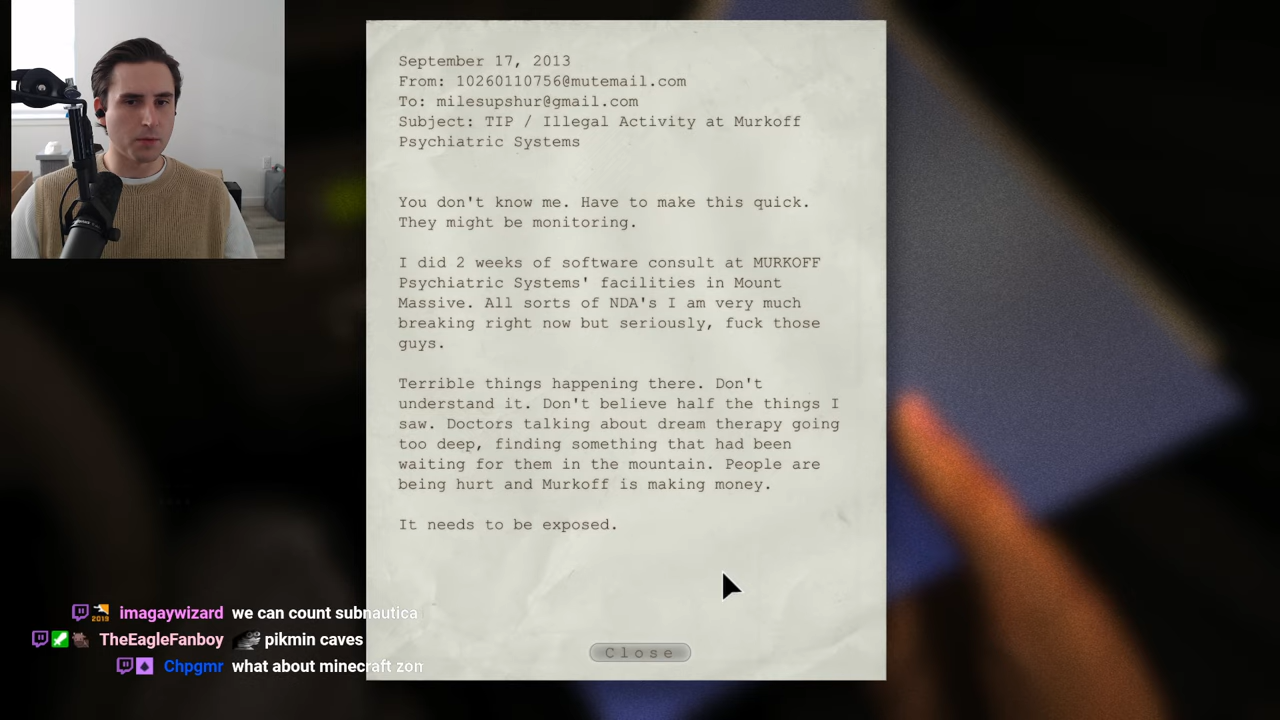 September 17, 2013
From: 10260110756@mutemail.com
To: milesupshur@gmail.com
Subject: TIP / Illegal Activity at Murkoff
Psychiatric Systems
You don't know me. Have to make this quick.
They might be monitoring.
I did 2 weeks of software consult at MURKOFF
Psychiatric Systems' facilities in Mount
Massive. All sorts of NDA's I am very much
breaking right now but seriously, fuck those
guys.
Terrible things happening there. Don't
understand it. Don't believe half the things I
saw. Doctors talking about dream therapy going
too deep, finding something that had been
waiting for them in the mountain. People are
being hurt and Murkoff is making money.
It needs to be exposed.
Close
imagaywizard we can count subnautica
TheEagleFanboy pikmin caves
Chpgmr what about minecraft zom